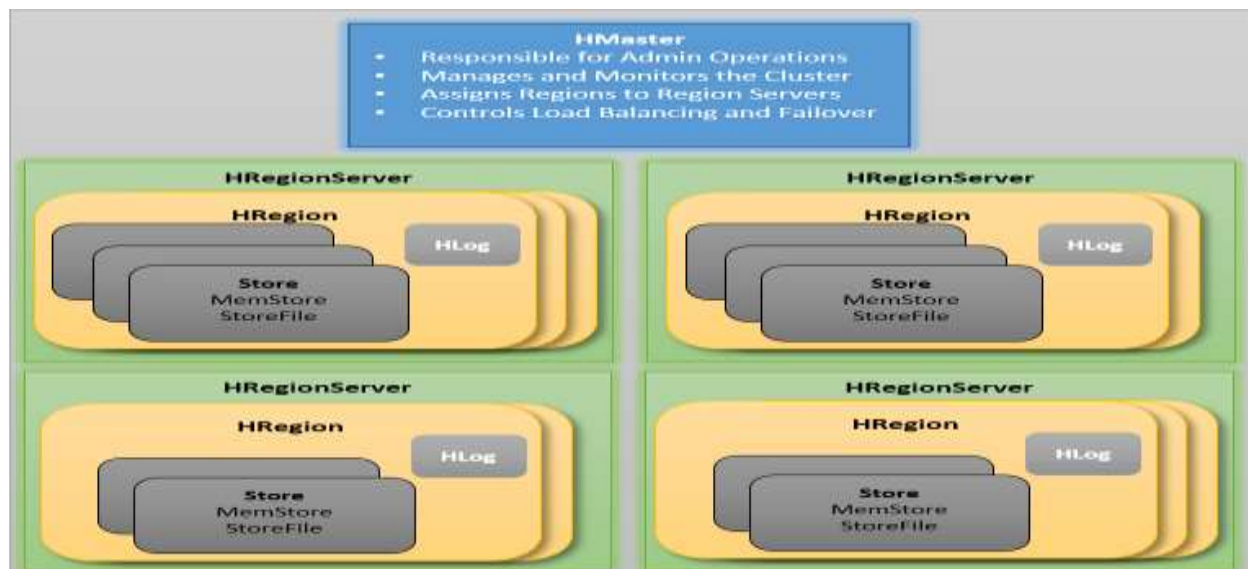 HMaster
• Responsible for Admin Operations
• Manages and Monitors the Cluster
• Assigns Regions to Region Servers
• Controls Load Balancing and Failover
HRegionServer
HRegion
HLog
Store
MemStore
StoreFile
HRegionServer
HRegion
HLog
Store
MemStore
StoreFile
HRegionServer
HRegion
HLog
Store
MemStore
StoreFile
HRegionServer
HRegion
HLog
Store
MemStore
StoreFile